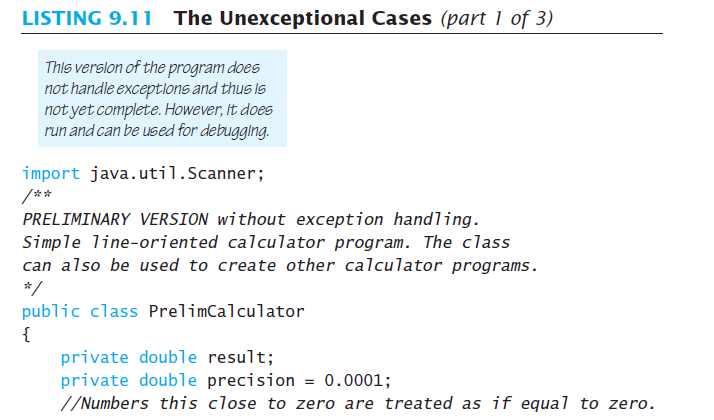 LISTING 9.11 The Unexceptional Cases (part 1 of 3)
This version of the program does
not handle exceptions and thus is
not yet complete. However, it does
run and can be used for debugging.
import java.util.Scanner;
/**
PRELIMINARY VERSION without exception handling.
Simple line-oriented calculator program. The class
can also be used to create other calculator programs.
*/
public class PrelimCalculator
{
    private double result;
    private double precision = 0.0001;
    //Numbers this close to zero are treated as if equal to zero.